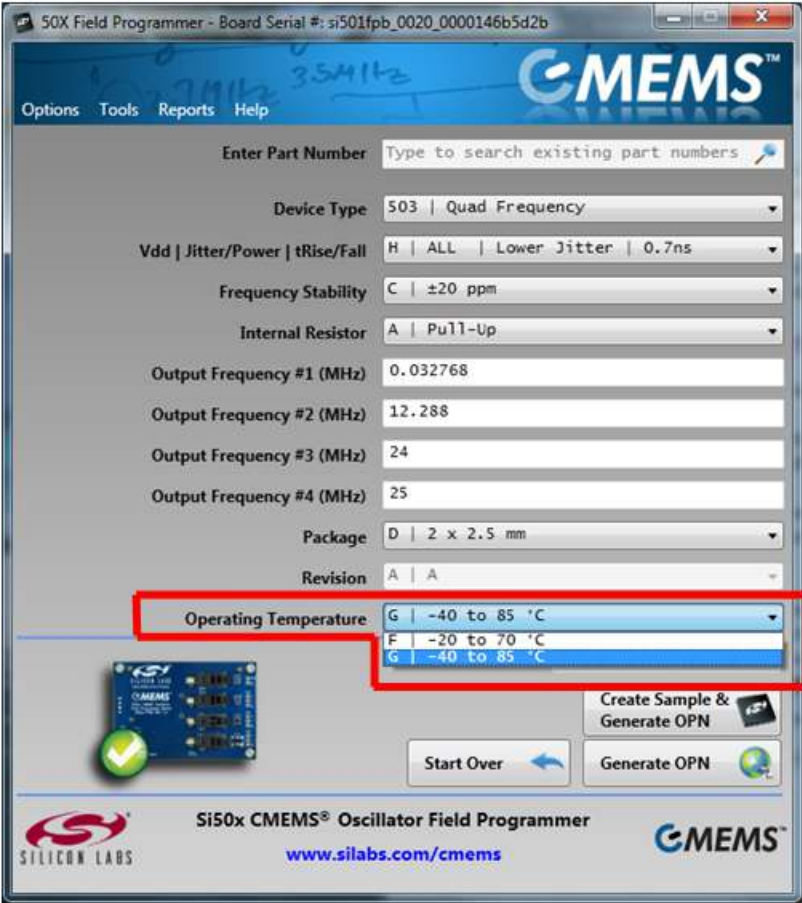 50X Field Programmer - Board Serial #: si501fpb_0020_0000146b5d2b
35MHz
CMEMS™
Options Tools Reports Help
Enter Part Number Type to search existing part numbers
Device Type 503 | Quad Frequency
Vdd | Jitter/Power | tRise/Fall H | ALL | Lower Jitter | 0.7ns
Frequency Stability C | ±20 ppm
Internal Resistor A | Pull-Up
Output Frequency #1 (MHz) 0.032768
Output Frequency #2 (MHz) 12.288
Output Frequency #3 (MHz) 24
Output Frequency #4 (MHz) 25
Package D | 2 x 2.5 mm
Revision A | A
Operating Temperature G | -40 to 85 °C
F | -20 to 70 °C
G | -40 to 85 °C
SILICON LABS
CMEMS
Create Sample &
Generate OPN
Start Over Generate OPN
Si50x CMEMS® Oscillator Field Programmer
www.silabs.com/cmems
SILICON LABS
CMEMS